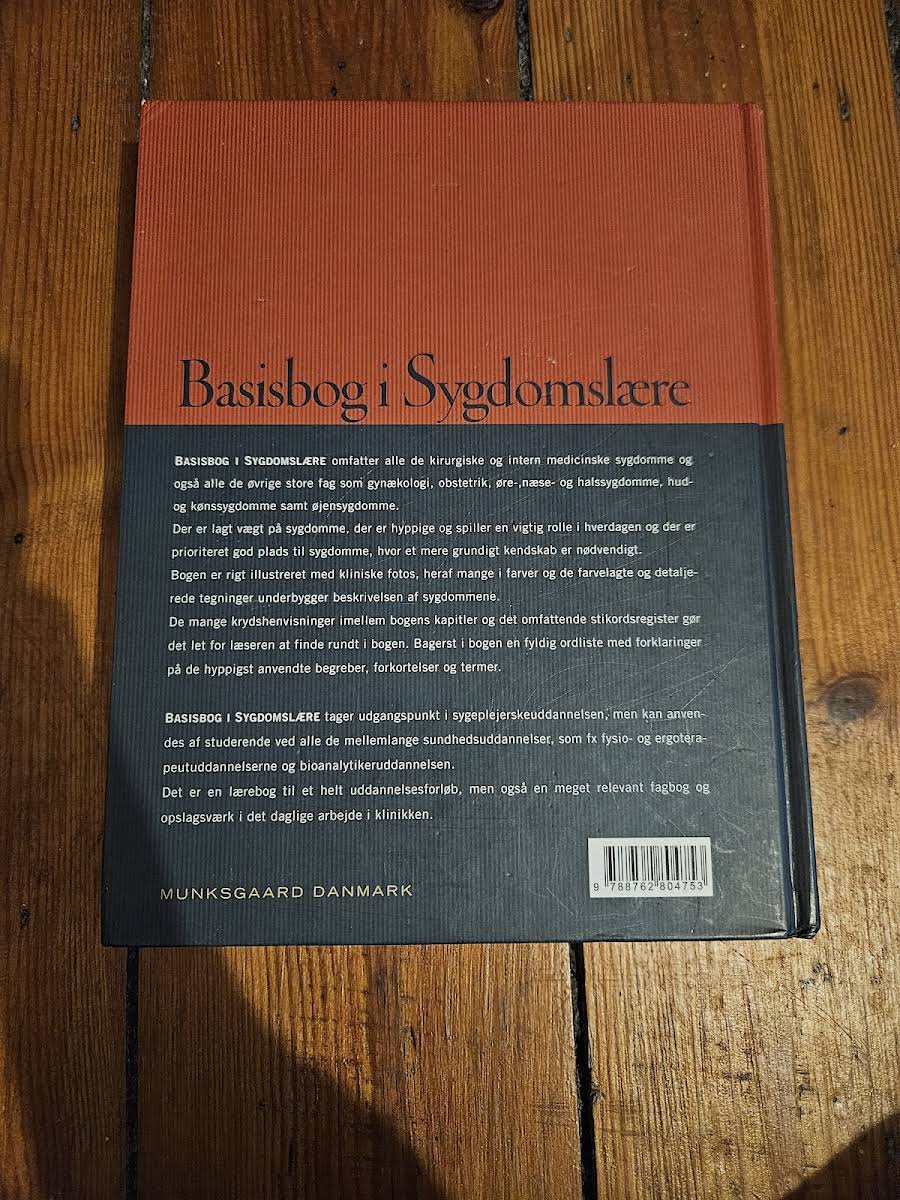 Basisbog i Sygdomslære
BASISBOG I SYGDOMSLÆRE omfatter alle de kirurgiske og intern medicinske sygdomme og
også alle de øvrige store fag som gynækologi, obstetrik, øre-,næse- og halssygdomme, hud-
og kønssygdomme samt øjensygdomme.
Der er lagt vægt på sygdomme, der er hyppige og spiller en vigtig rolle i hverdagen og der er
prioriteret god plads til sygdomme, hvor et mere grundigt kendskab er nødvendigt.
Bogen er rigt illustreret med kliniske fotos, heraf mange i farver og de farvelagte og detalje-
rede tegninger underbygger beskrivelsen af sygdommene.
De mange krydshenvisninger imellem bogens kapitler og det omfattende stikordsregister gør
det let for læseren at finde rundt i bogen. Bagerst i bogen en fyldig ordliste med forklaringer
på de hyppigst anvendte begreber, forkortelser og termer.
BASISBOG I SYGDOMSLÆRE tager udgangspunkt i sygeplejerskeuddannelsen, men kan anven-
des af studerende ved alle de mellemlange sundhedsuddannelser, som fx fysio- og ergotera-
peutuddannelserne og bioanalytikeruddannelsen.
Det er en lærebog til et helt uddannelsesforløb, men også en meget relevant fagbog og
opslagsværk i det daglige arbejde i klinikken.
MUNKSGAARD DANMARK
9 788762 804753